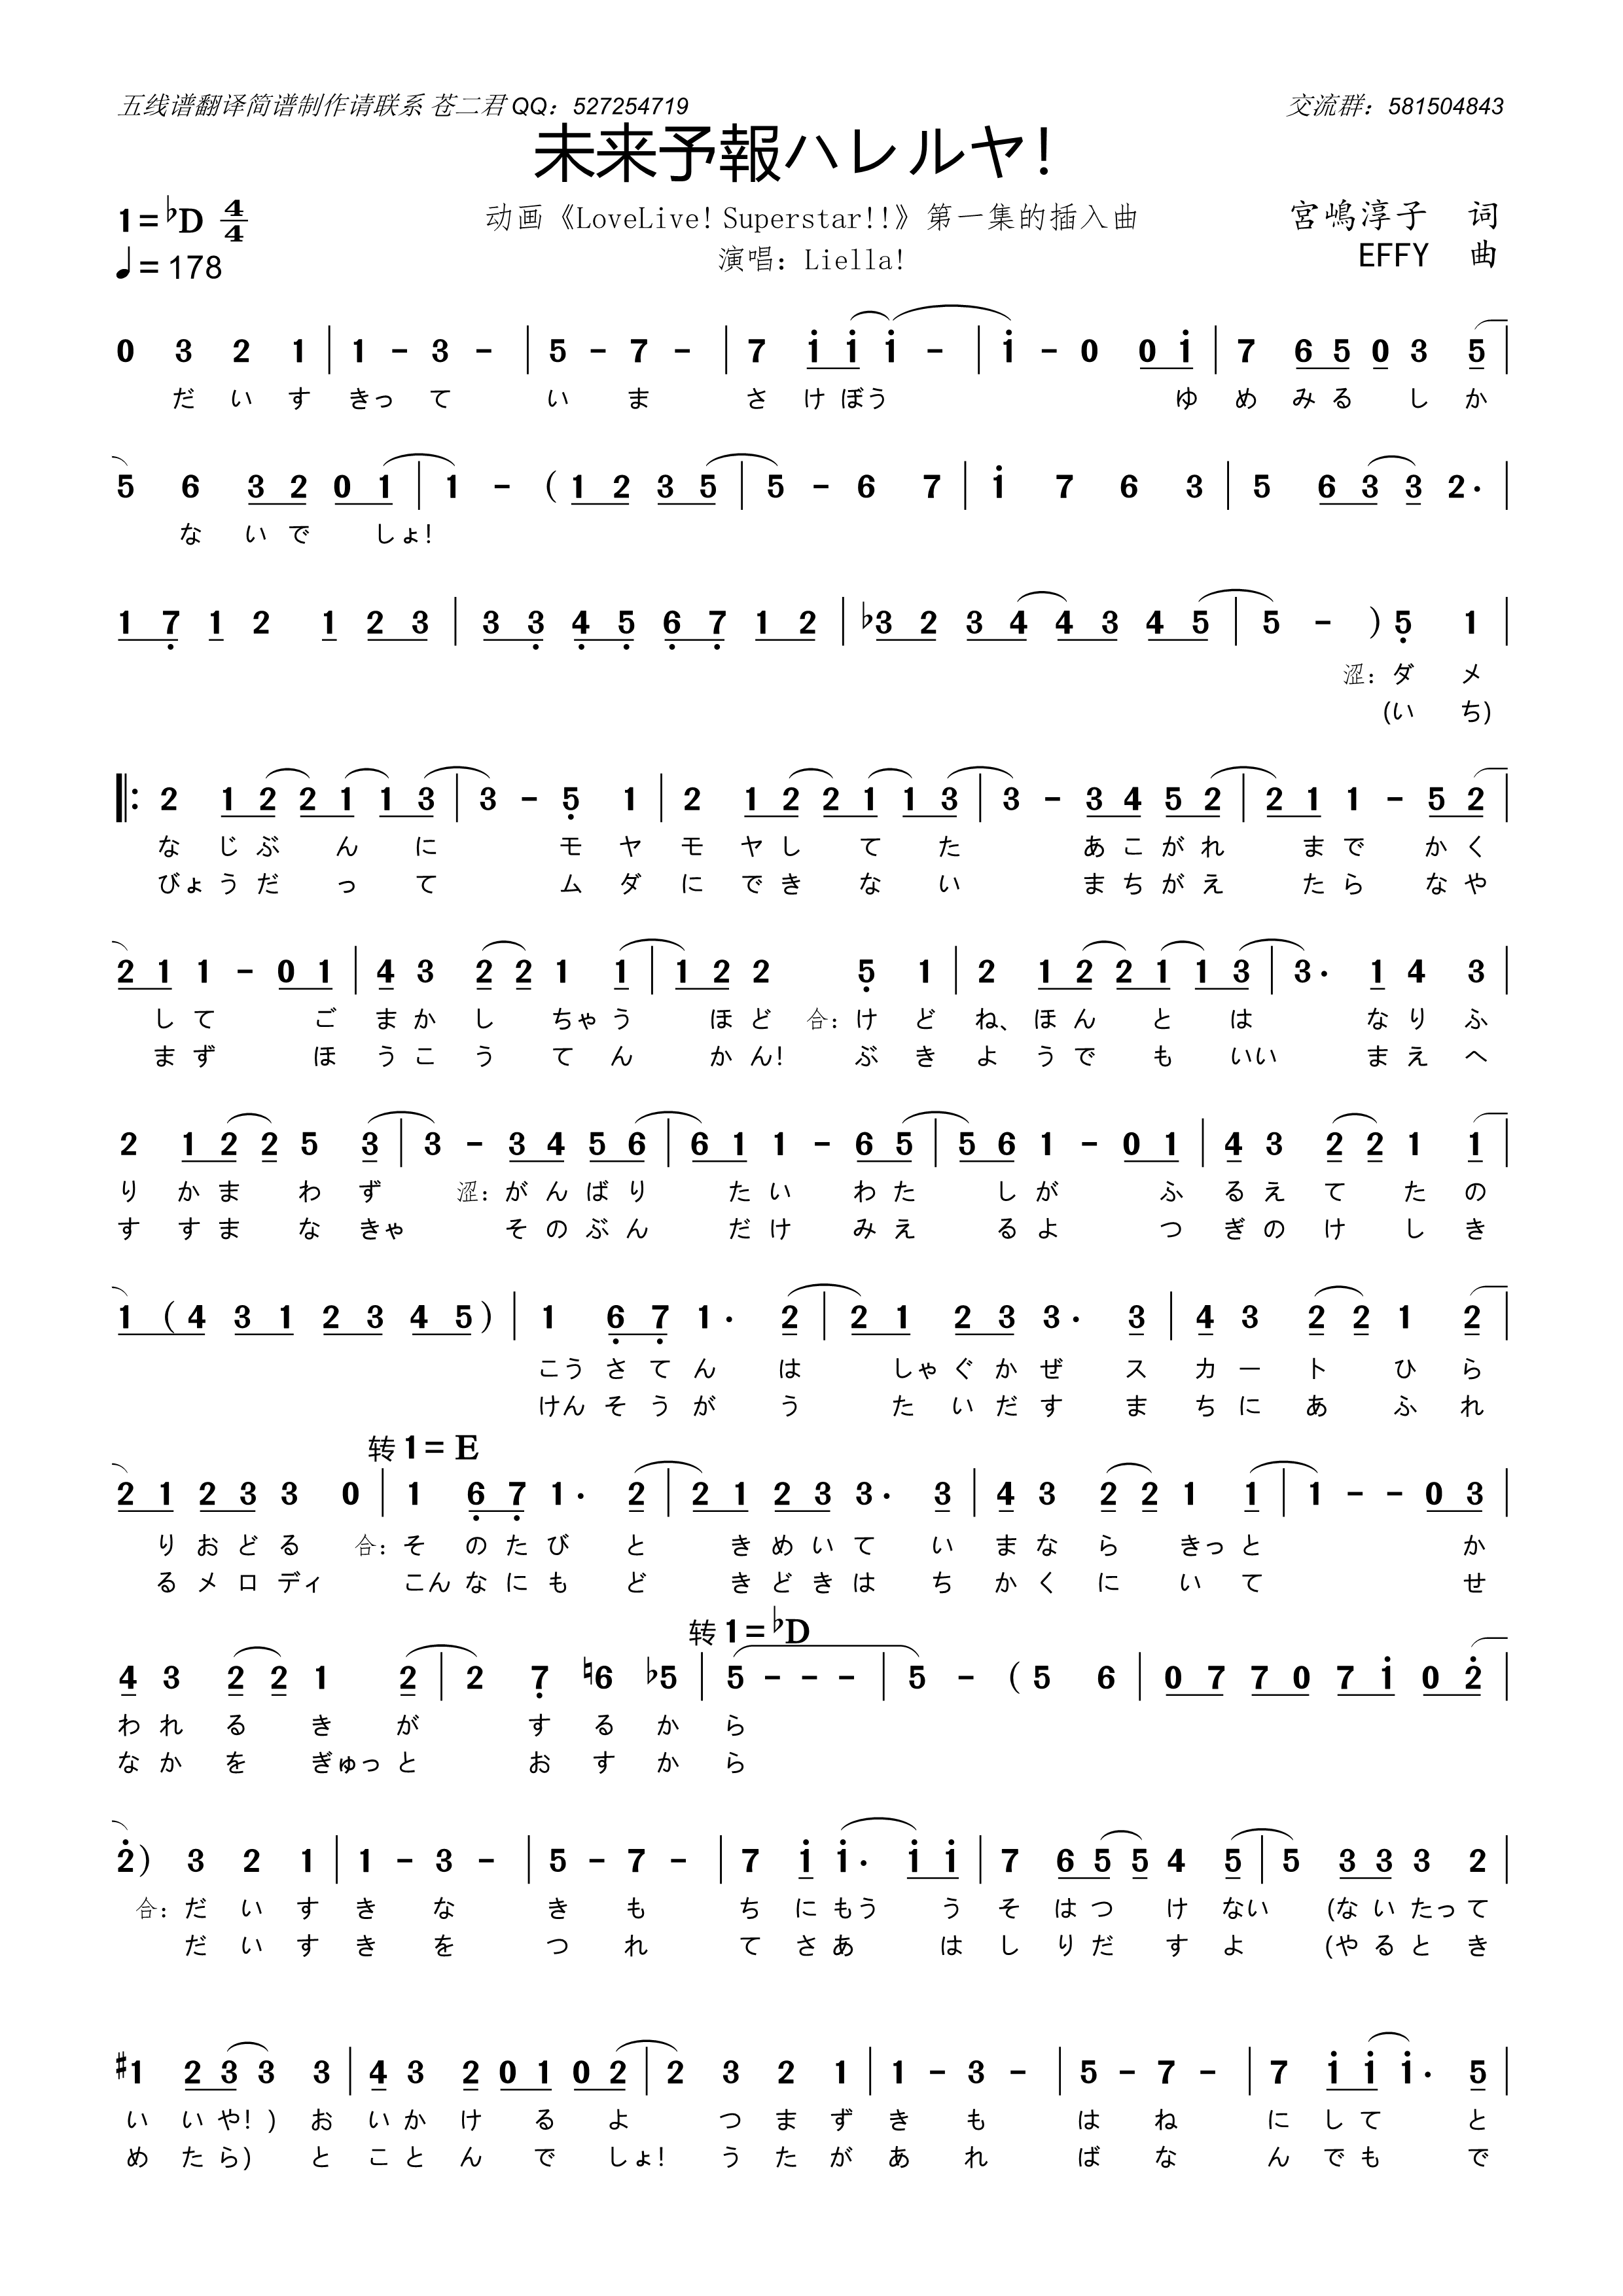 五线谱翻译简谱制作请联系 苍二君QQ：527254719 交流群：581504843
未来予報ハレルヤ！
1=♭D 4/4 动画《LoveLive! Superstar!!》第一集的插入曲 宮嶋淳子 词
♩=178 演唱：Liella! EFFY 曲
0 3 2 1 | 1 - 3 - | 5 - 7 - | 7 i i i - | i - 0 0 i | 7 6 5 0 3 5 |
だ い す きっ て い ま さ け ぼう ゆ め み る し か
5 6 3 2 0 1 | 1 - (1 2 3 5 | 5 - 6 7 | i 7 6 3 | 5 6 3 3 2· |
な い で しょ!
1 7 1 2 1 2 3 | 3 3 4 5 6 7 1 2 | ♭3 2 3 4 4 3 4 5 | 5 - ) 5 1 |
涩: ダ メ
(い ち)
2 1 2 2 1 1 3 | 3 - 5 1 | 2 1 2 2 1 1 3 | 3 - 3 4 5 2 | 2 1 1 - 5 2 |
な じ ぶ ん に モ ヤ モ ヤ し て た あ こ が れ ま で か く
びょ う だ っ て ム ダ に で き な い ま ち が え た ら な や
2 1 1 - 0 1 | 4 3 2 2 1 1 | 1 2 2 5 1 | 2 1 2 2 1 1 3 | 3· 1 4 3 |
し て ご ま か し ちゃ う ほ ど 合: け ど ね、 ほ ん と は な り ふ
ま ず ほ う こ う て ん か ん! ぶ き よ う で も いい ま え へ
2 1 2 2 5 3 | 3 - 3 4 5 6 | 6 1 1 - 6 5 | 5 6 1 - 0 1 | 4 3 2 2 1 1 |
り か ま わ ず 涩: が ん ば り た い わ た し が ふ る え て た の
す す ま な きゃ そ の ぶ ん だ け み え る よ つ ぎ の け し き
1 (4 3 1 2 3 4 5) | 1 6 7 1· 2 | 2 1 2 3 3· 3 | 4 3 2 2 1 2 |
こう さ て ん は しゃ ぐ か ぜ ス カ ー ト ひ ら
けん そ う が う た い だ す ま ち に あ ふ れ
转 1= E
2 1 2 3 3 0 | 1 6 7 1· 2 | 2 1 2 3 3· 3 | 4 3 2 2 1 1 | 1 - - 0 3 |
り お ど る 合: そ の た び と き め い て い ま な ら きっ と か
る メ ロ ディ こん な に も ど き ど き は ち か く に い て せ
转 1=♭D
4 3 2 2 1 2 | 2 7 ♮6 ♭5 | 5 - - - | 5 - (5 6 | 0 7 7 0 7 i 0 2 |
わ れ る き が す る か ら
な か を ぎゅっ と お す か ら
2) 3 2 1 | 1 - 3 - | 5 - 7 - | 7 i i· i i | 7 6 5 5 4 5 | 5 3 3 3 2 |
合: だ い す き な き も ち に もう う そ は つ け ない (な い たっ て
だ い す き を つ れ て さ あ は し り だ す よ (や る と き
♯1 2 3 3 3 | 4 3 2 0 1 0 2 | 2 3 2 1 | 1 - 3 - | 5 - 7 - | 7 i i i· 5 |
い い や! ) お い か け る よ つ ま ず き も は ね に し て と
め た ら) と こ と ん で しょ! う た が あ れ ば な ん で も で